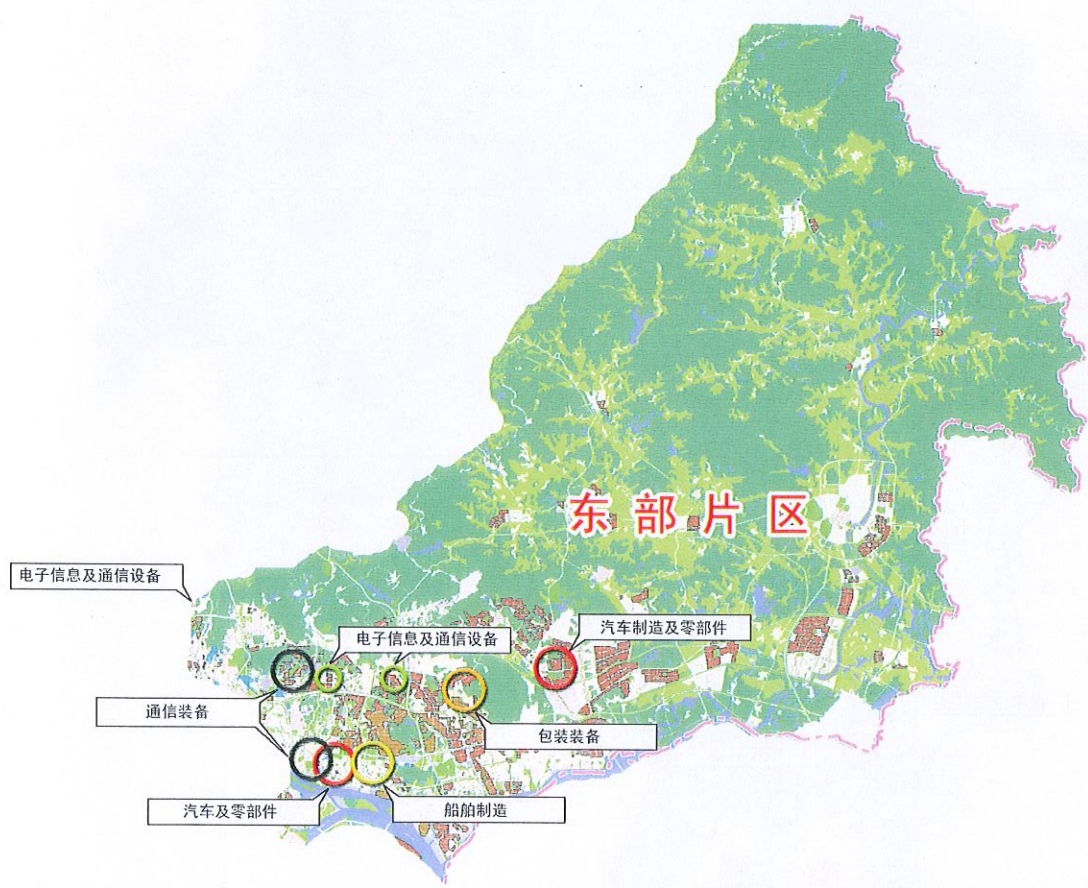 东部片区
电子信息及通信设备
电子信息及通信设备
汽车制造及零部件
通信装备
包装装备
汽车及零部件
船舶制造